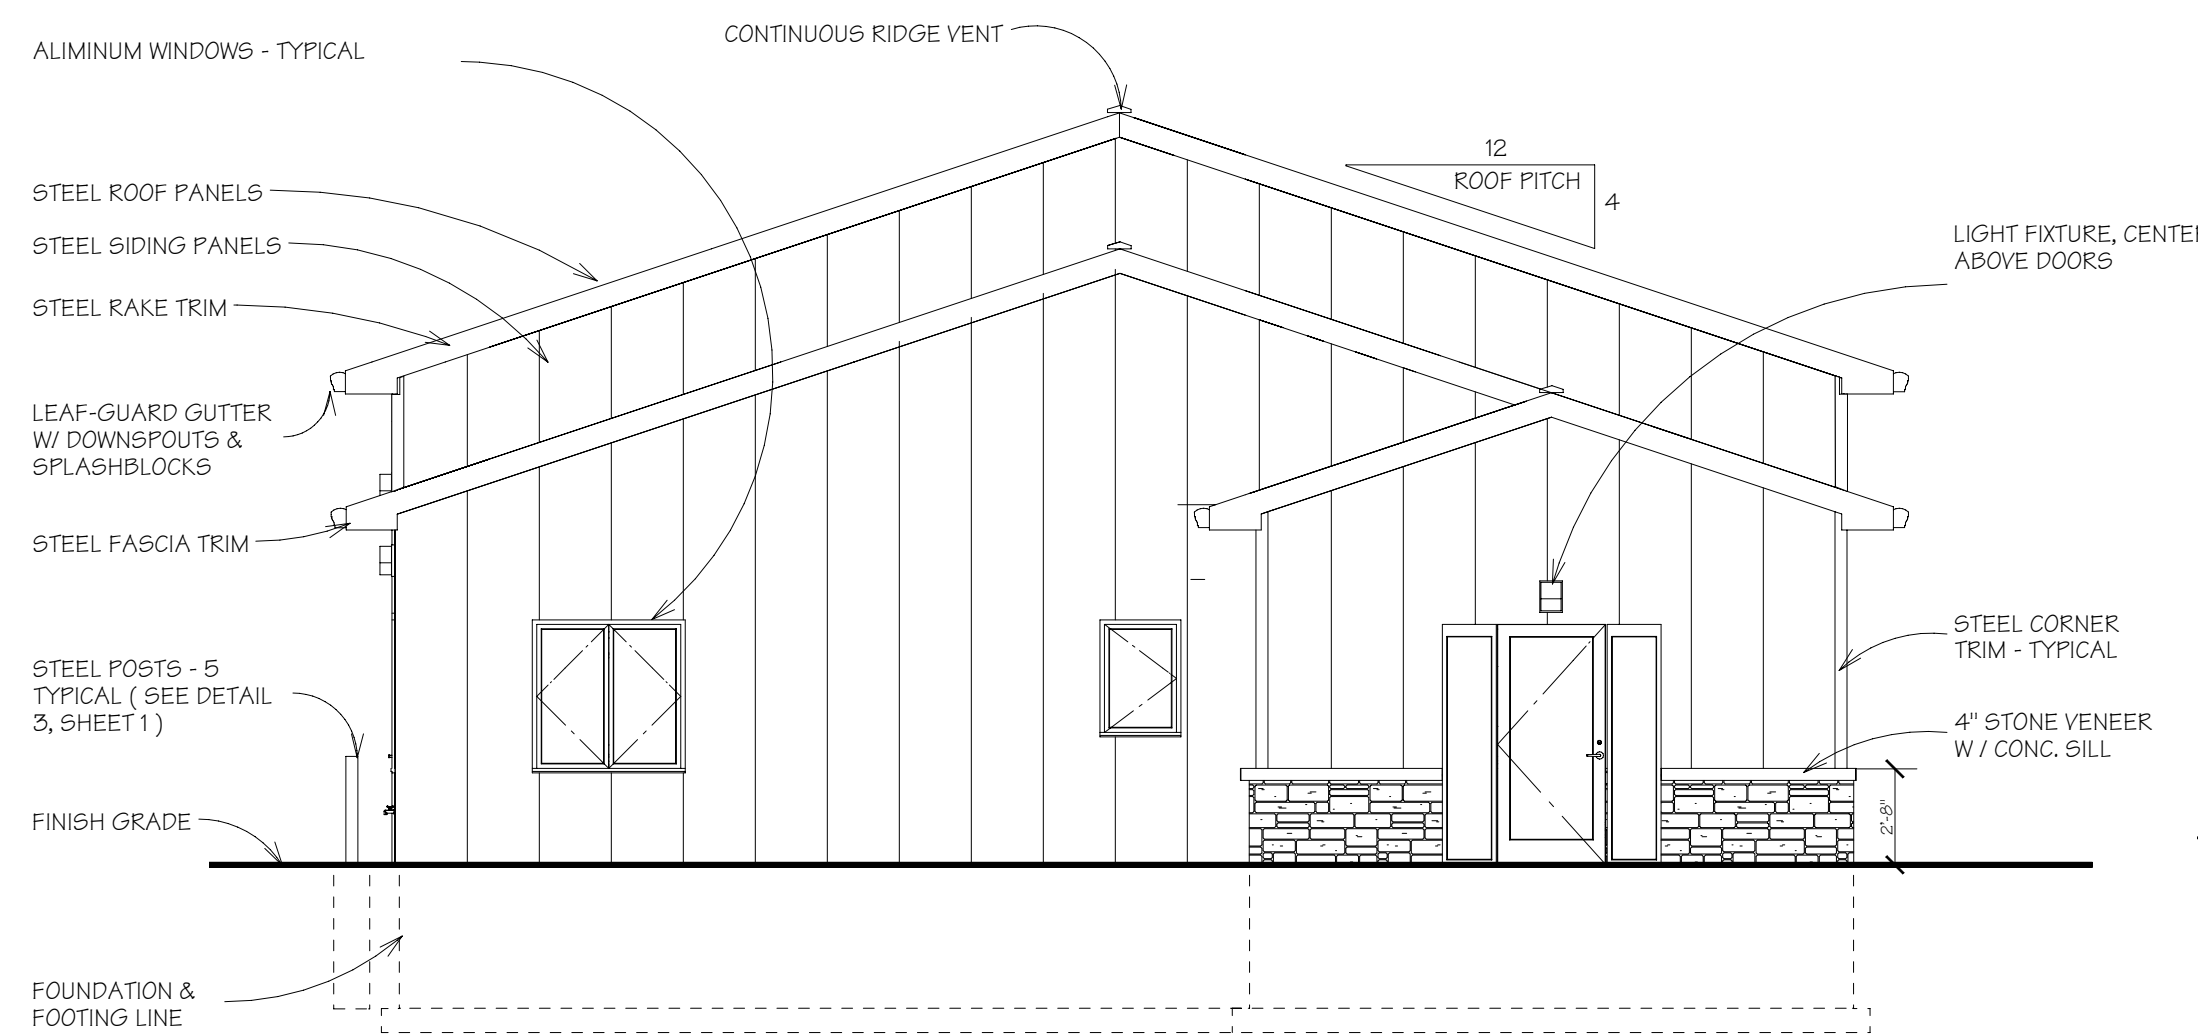 ALIMINUM WINDOWS - TYPICAL
CONTINUOUS RIDGE VENT
12
ROOF PITCH
4
STEEL ROOF PANELS
STEEL SIDING PANELS
STEEL RAKE TRIM
LEAF-GUARD GUTTER
W/ DOWNSPOUTS &
SPLASHBLOCKS
STEEL FASCIA TRIM
STEEL POSTS - 5
TYPICAL ( SEE DETAIL
3, SHEET 1 )
FINISH GRADE
FOUNDATION &
FOOTING LINE
LIGHT FIXTURE, CENTER
ABOVE DOORS
STEEL CORNER
TRIM - TYPICAL
4" STONE VENEER
W / CONC. SILL
2'-8"